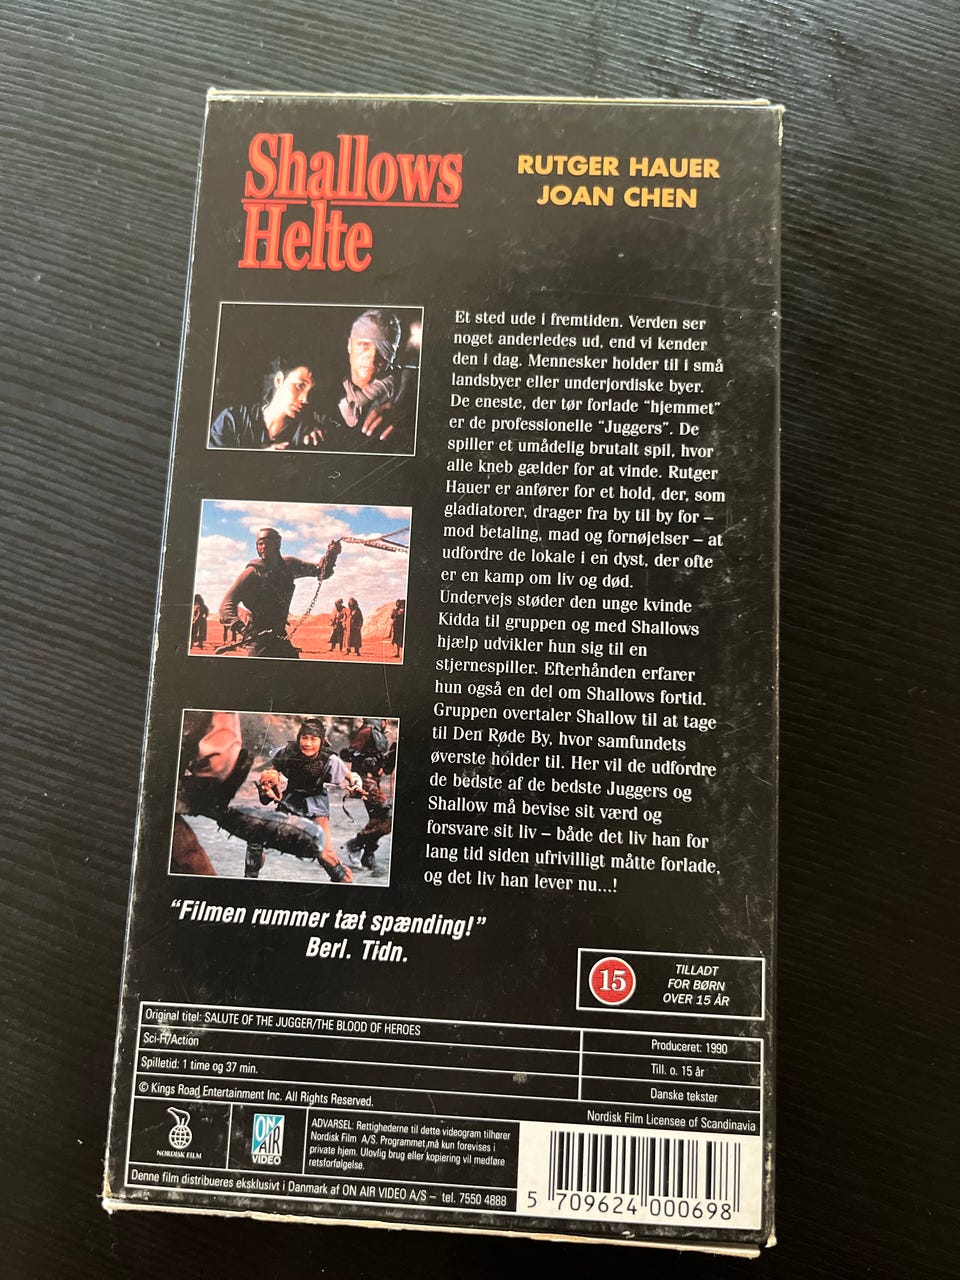 Shallows
Helte
RUTGER HAUER
JOAN CHEN
Et sted ude i fremtiden. Verden ser
noget anderledes ud, end vi kender
den i dag. Mennesker holder til i små
landsbyer eller underjordiske byer.
De eneste, der tør forlade "hjemmet"
er de professionelle "Juggers". De
spiller et umådelig brutalt spil, hvor
alle kneb gælder for at vinde. Rutger
Hauer er anfører for et hold, der, som
gladiatorer, drager fra by til by for –
mod betaling, mad og fornøjelser – at
udfordre de lokale i en dyst, der ofte
er en kamp om liv og død.
Undervejs støder den unge kvinde
Kidda til gruppen og med Shallows
hjælp udvikler hun sig til en
stjernespiller. Efterhånden erfarer
hun også en del om Shallows fortid.
Gruppen overtaler Shallow til at tage
til Den Røde By, hvor samfundets
øverste holder til. Her vil de udfordre
de bedste af de bedste Juggers og
Shallow må bevise sit værd og
forsvare sit liv – både det liv han for
lang tid siden ufrivilligt måtte forlade,
og det liv han lever nu...!
"Filmen rummer tæt spænding!"
Berl. Tidn.
15
TILLADT
FOR BØRN
OVER 15 ÅR
Original titel: SALUTE OF THE JUGGER/THE BLOOD OF HEROES
Sci-Fi/Action
Produceret: 1990
Spilletid: 1 time og 37 min.
Till. o. 15 år
© Kings Road Entertainment Inc. All Rights Reserved.
Danske tekster
Nordisk Film Licensee of Scandinavia
NORDISK FILM
ON
AIR
VIDEO
ADVARSEL: Rettighederne til dette videogram tilhører
Nordisk Film A/S. Programmet må kun forevises i
private hjem. Ulovlig brug eller kopiering vil medføre
retsforfølgelse.
Denne film distribueres eksklusivt i Danmark af ON AIR VIDEO A/S – tel. 7550 4888
5 709624 000698